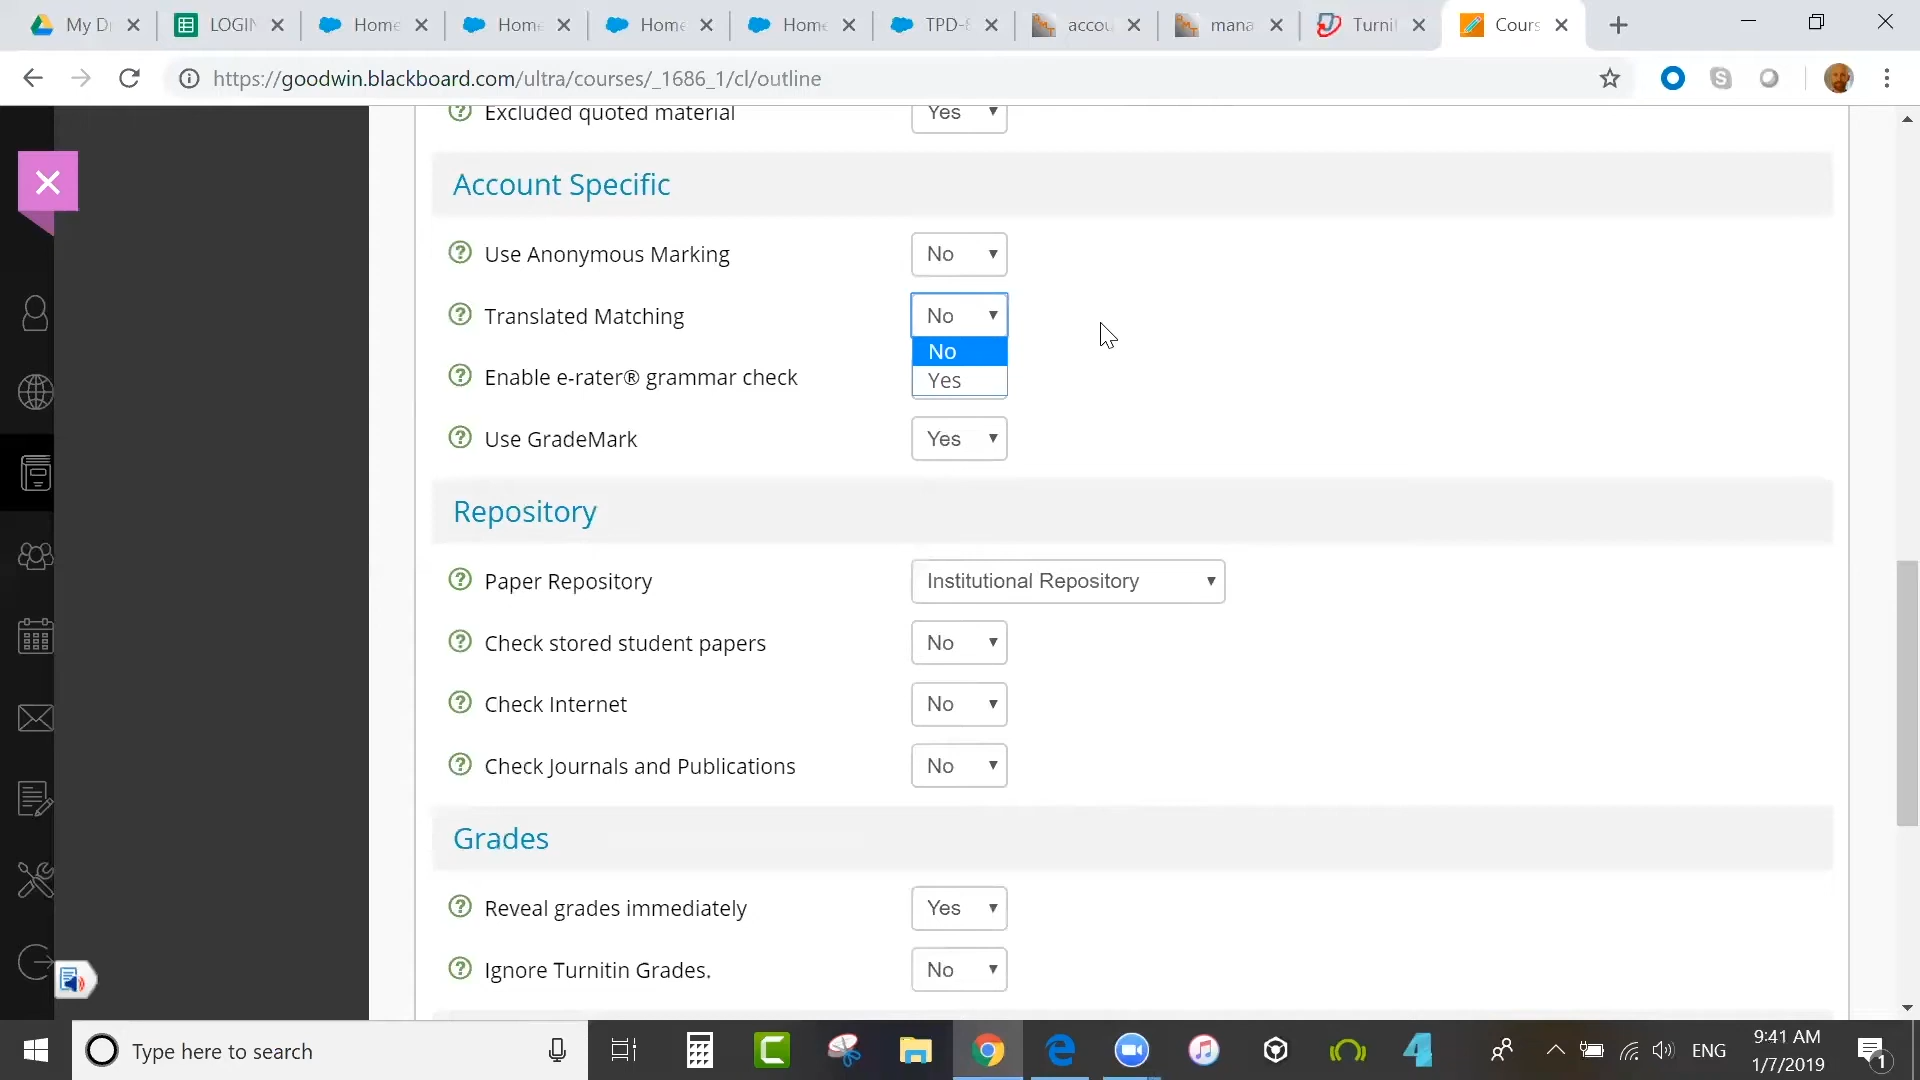 My D
LOGIN
Home
Home
Home
Home
TPD-
accou
mana
Turnit
Cours
https://goodwin.blackboard.com/ultra/courses/_1686_1/cl/outline
Excluded quoted material Yes
Account Specific
Use Anonymous Marking No
Translated Matching No
No
Enable e-rater® grammar check Yes
Use GradeMark Yes
Repository
Paper Repository Institutional Repository
Check stored student papers No
Check Internet No
Check Journals and Publications No
Grades
Reveal grades immediately Yes
Ignore Turnitin Grades. No
Type here to search
ENG
9:41 AM
1/7/2019
1